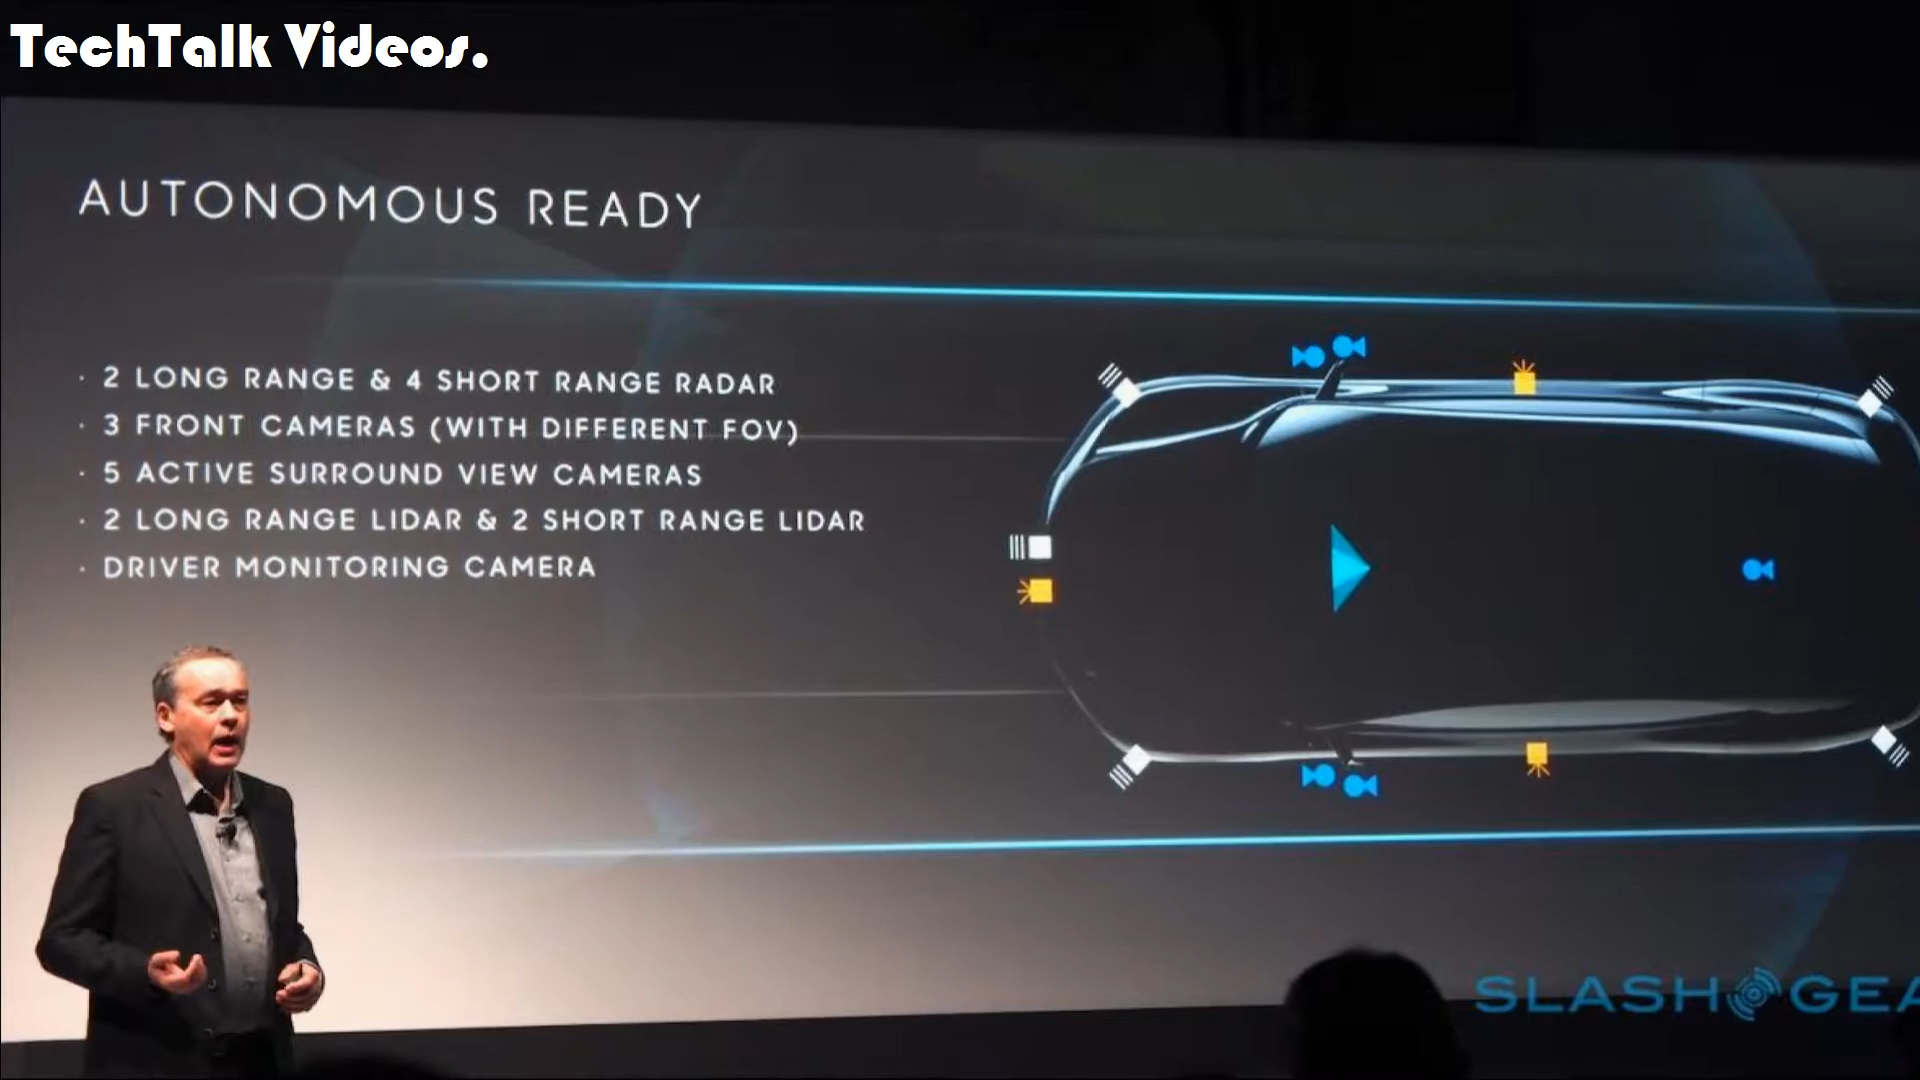 TechTalk Videos.
AUTONOMOUS READY
· 2 LONG RANGE & 4 SHORT RANGE RADAR
· 3 FRONT CAMERAS (WITH DIFFERENT FOV)
· 5 ACTIVE SURROUND VIEW CAMERAS
· 2 LONG RANGE LIDAR & 2 SHORT RANGE LIDAR
· DRIVER MONITORING CAMERA
SLASHGEA